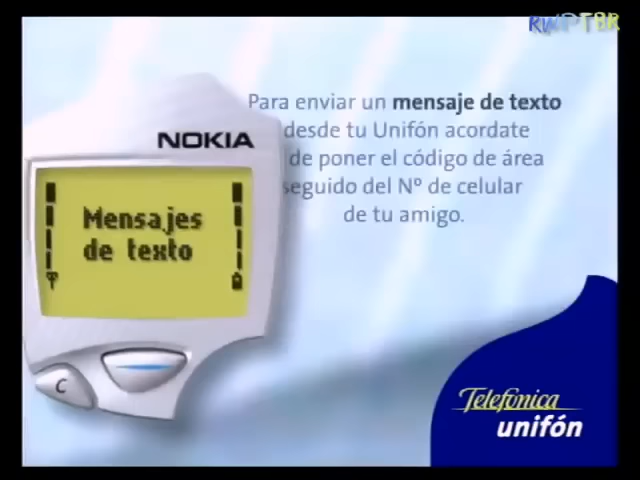 RWPTBR
Para enviar un mensaje de texto
desde tu Unifón acordate
de poner el código de área
seguido del Nº de celular
de tu amigo.
NOKIA
Mensajes
de texto
C
Telefónica
unifón